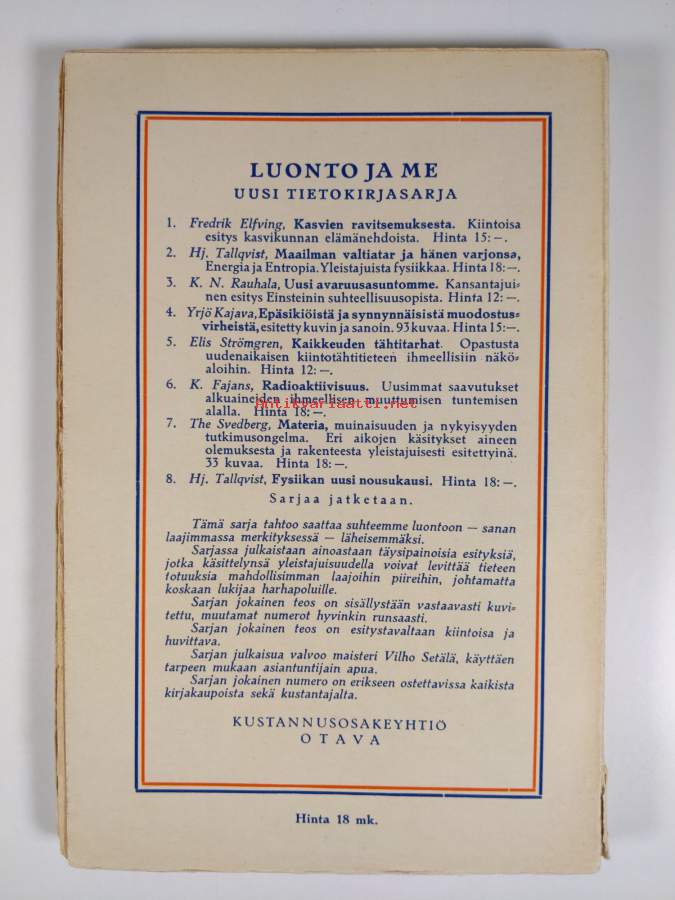 LUONTO JA ME
UUSI TIETOKIRJASARJA
1. Fredrik Elfving, Kasvien ravitsemuksesta. Kiintoisa
esitys kasvikunnan elämänehdoista. Hinta 15:—.
2. Hj. Tallqvist, Maailman valtiatar ja hänen varjonsa,
Energia ja Entropia. Yleistajuista fysiikkaa. Hinta 18:—.
3. K. N. Rauhala, Uusi avaruusasuntomme. Kansantajui-
nen esitys Einsteinin suhteellisuusopista. Hinta 12:—.
4. Yrjö Kajava, Epäsikiöistä ja synnynnäisistä muodostus-
virheistä, esitetty kuvin ja sanoin. 93 kuvaa. Hinta 15:—.
5. Elis Strömgren, Kaikkeuden tähtitarhat. Opastusta
uudenaikaisen kiintotähtitieteen ihmeellisiin näkö-
aloihin. Hinta 12:—.
6. K. Fajans, Radioaktiivisuus. Uusimmat saavutukset
alkuaineiden ihmeellisen muuttumisen tuntemisen
antikvariaatti.net
alalla. Hinta 18:—.
7. The Svedberg, Materia, muinaisuuden ja nykyisyyden
tutkimusongelma. Eri aikojen käsitykset aineen
olemuksesta ja rakenteesta yleistajuisesti esitettyinä.
33 kuvaa. Hinta 18:—.
8. Hj. Tallqvist, Fysiikan uusi nousukausi. Hinta 18:—.
Sarjaa jatketaan.
Tämä sarja tahtoo saattaa suhteemme luontoon — sanan
laajimmassa merkityksessä — läheisemmäksi.
Sarjassa julkaistaan ainoastaan täysipainoisia esityksiä,
jotka käsittelynsä yleistajuisuudella voivat levittää tieteen
totuuksia mahdollisimman laajoihin piireihin, johtamatta
koskaan lukijaa harhapoluille.
Sarjan jokainen teos on sisällystään vastaavasti kuvi-
tettu, muutamat numerot hyvinkin runsaasti.
Sarjan jokainen teos on esitystavaltaan kiintoisa ja
huvittava.
Sarjan julkaisua valvoo maisteri Vilho Setälä, käyttäen
tarpeen mukaan asiantuntijain apua.
Sarjan jokainen numero on erikseen ostettavissa kaikista
kirjakaupoista sekä kustantajalta.
KUSTANNUSOSAKEYHTIÖ
OTAVA
Hinta 18 mk.